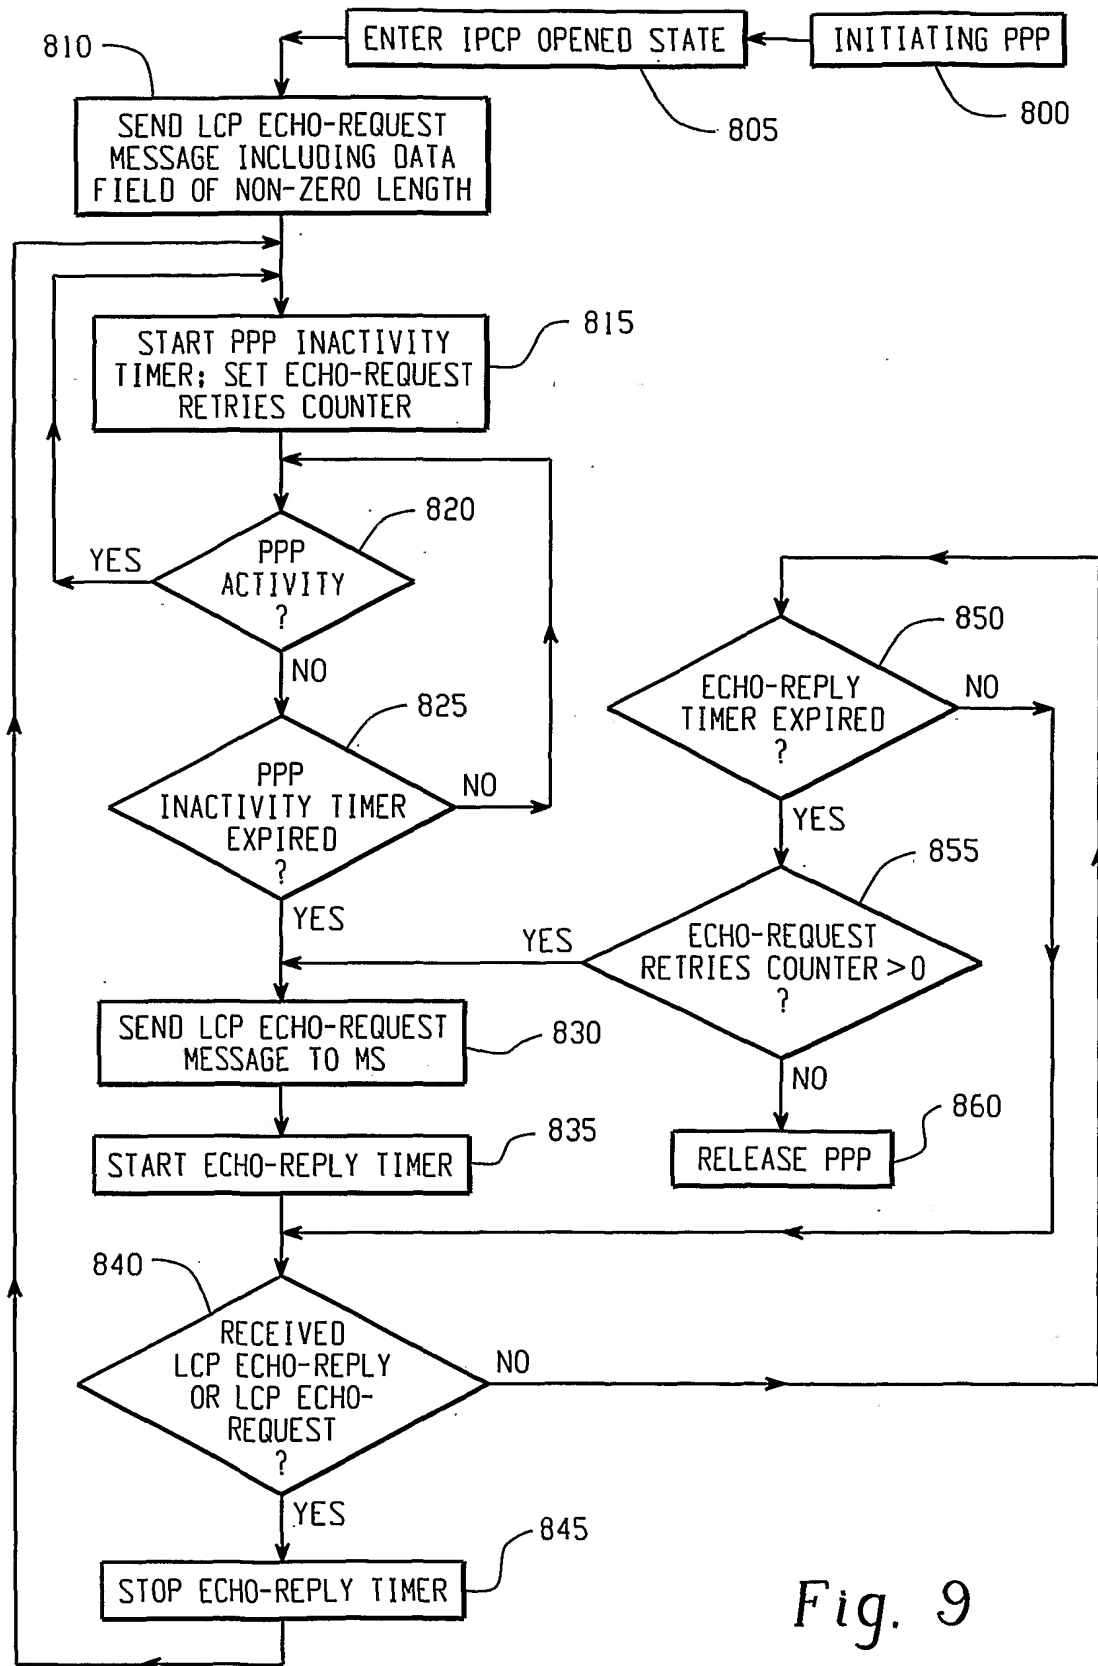 INITIATING PPP
800
ENTER IPCP OPENED STATE
805
810
SEND LCP ECHO-REQUEST
MESSAGE INCLUDING DATA
FIELD OF NON-ZERO LENGTH
START PPP INACTIVITY
TIMER; SET ECHO-REQUEST
RETRIES COUNTER
815
PPP
ACTIVITY
?
820
YES
NO
PPP
INACTIVITY TIMER
EXPIRED
?
825
NO
YES
SEND LCP ECHO-REQUEST
MESSAGE TO MS
830
START ECHO-REPLY TIMER
835
RECEIVED
LCP ECHO-REPLY
OR LCP ECHO-
REQUEST
?
840
NO
YES
STOP ECHO-REPLY TIMER
845
ECHO-REPLY
TIMER EXPIRED
?
850
NO
YES
ECHO-REQUEST
RETRIES COUNTER > 0
?
855
YES
NO
RELEASE PPP
860
Fig. 9